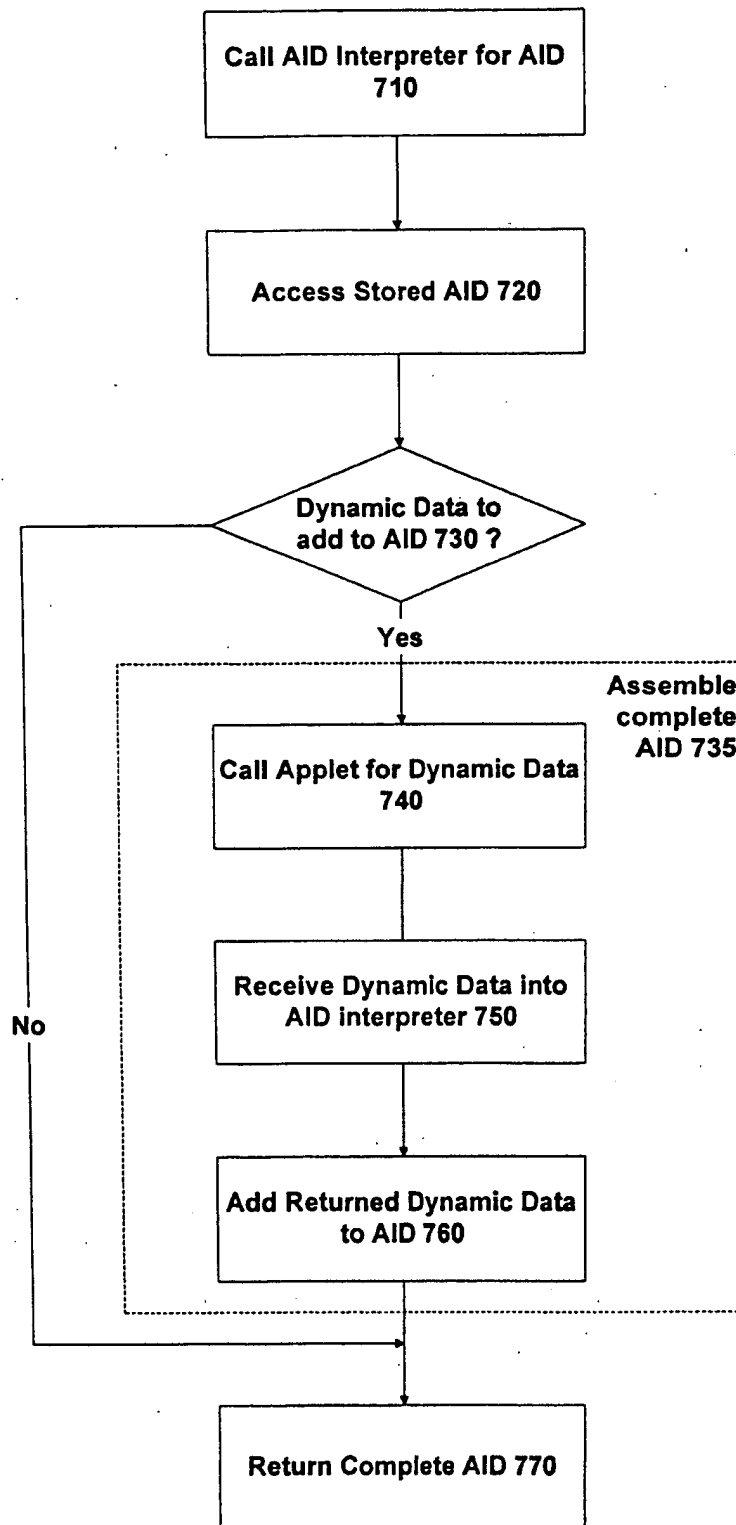 Call AID Interpreter for AID
710
Access Stored AID 720
Dynamic Data to
add to AID 730 ?
Yes
Assemble
complete
AID 735
Call Applet for Dynamic Data
740
Receive Dynamic Data into
AID interpreter 750
No
Add Returned Dynamic Data
to AID 760
Return Complete AID 770